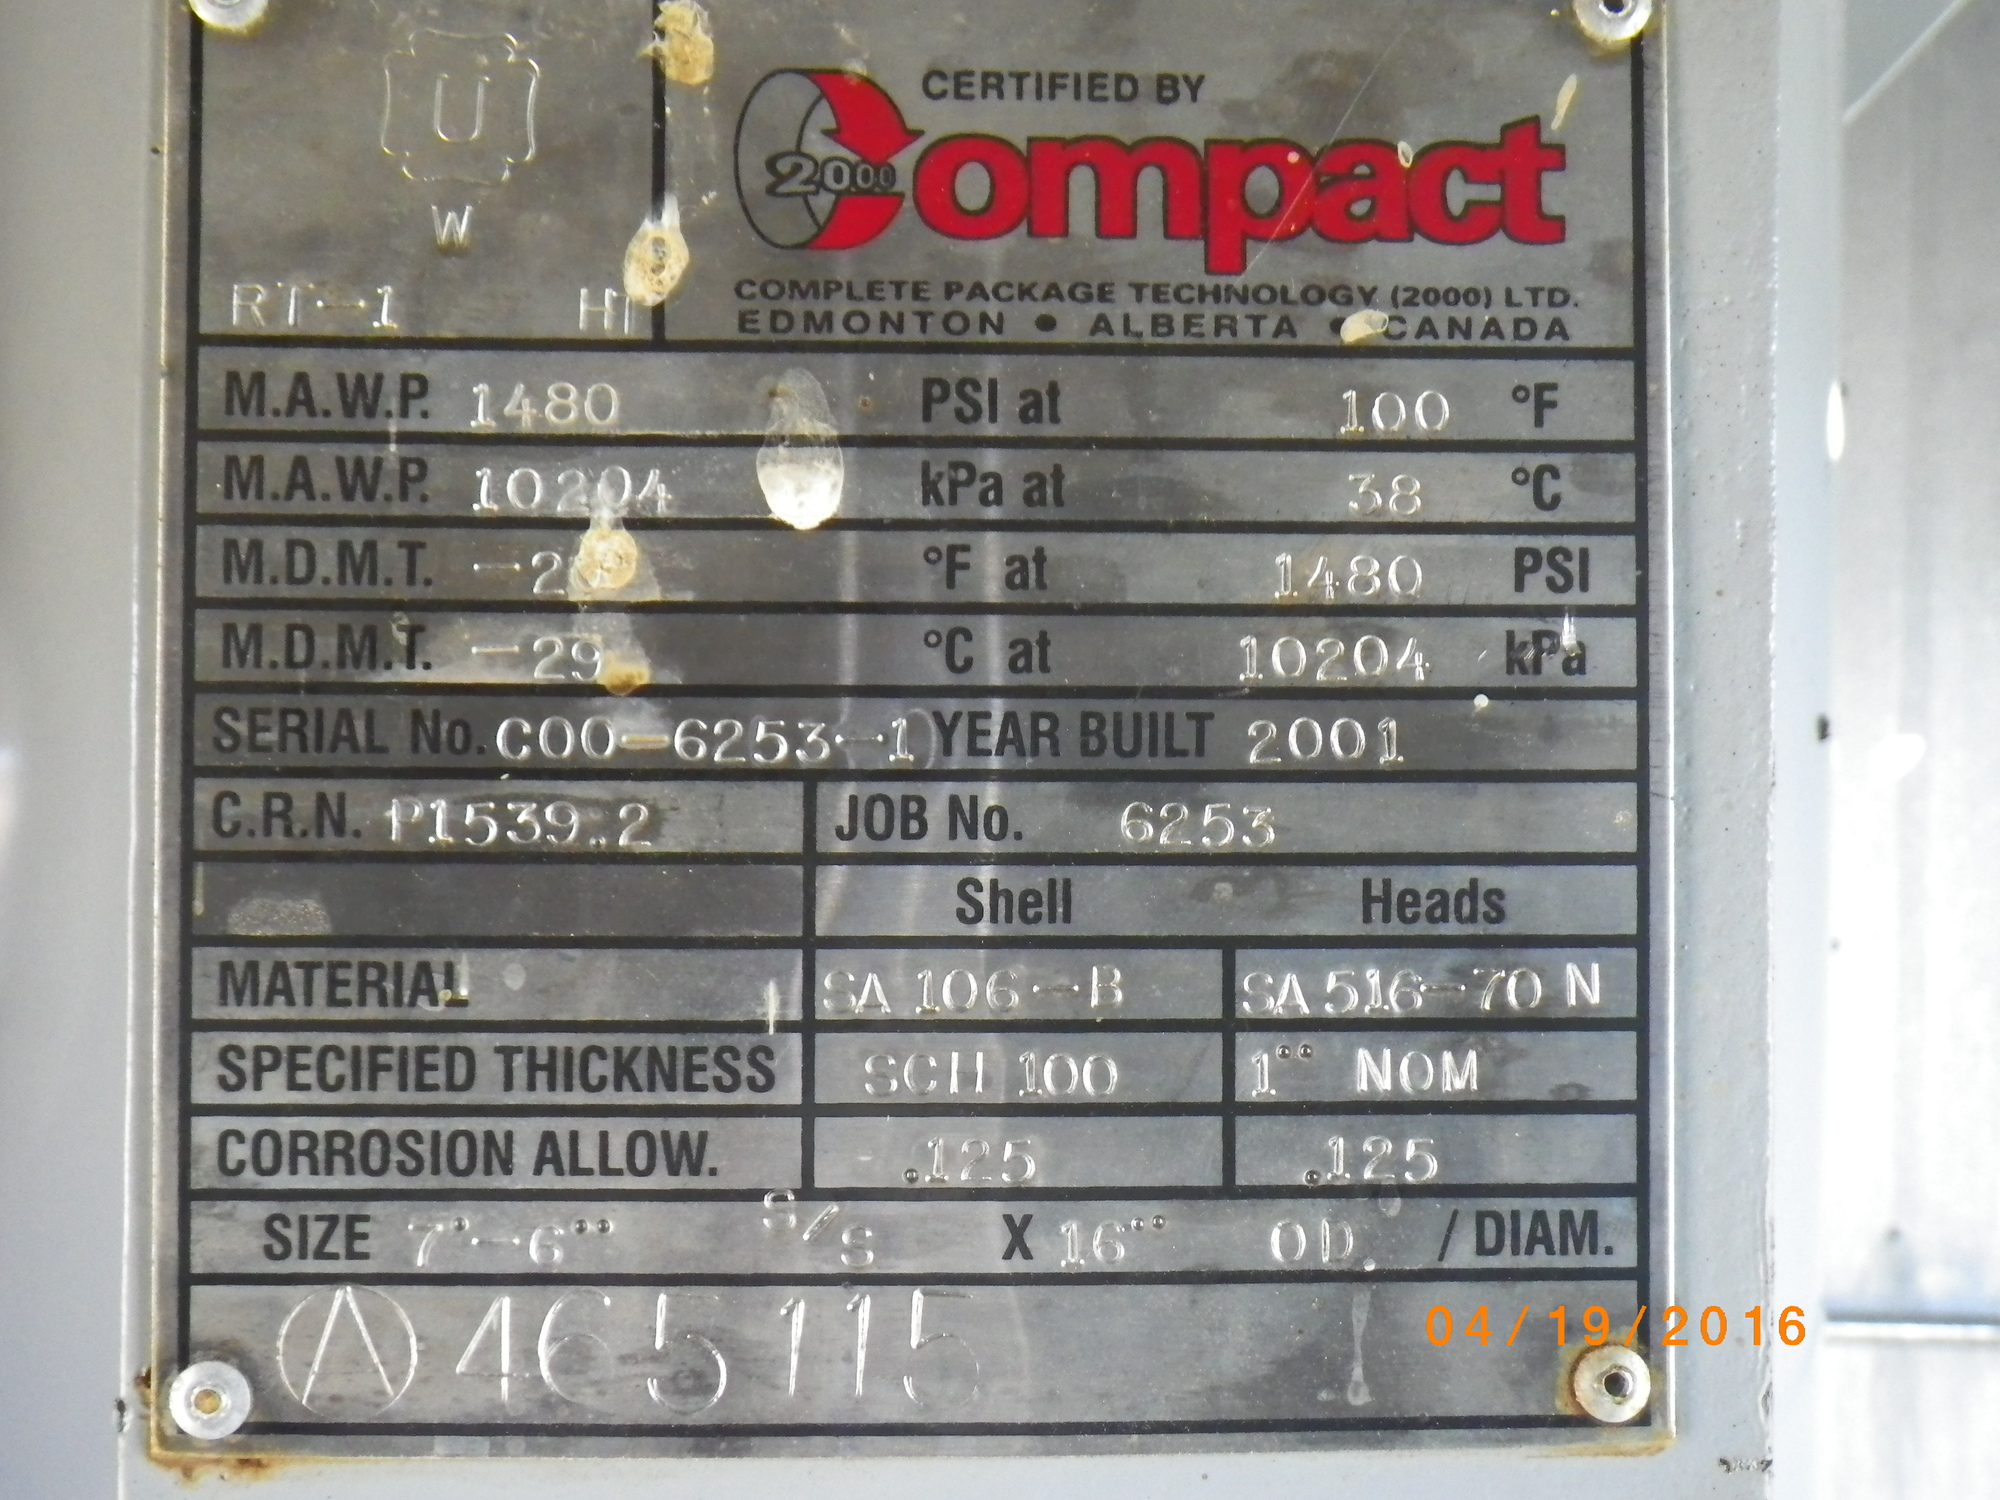 U
W
RT-1 HT
CERTIFIED BY
2000 Compact
COMPLETE PACKAGE TECHNOLOGY (2000) LTD.
EDMONTON • ALBERTA • CANADA
M.A.W.P. 1480 PSI at 100 °F
M.A.W.P. 10204 kPa at 38 °C
M.D.M.T. °F at 1480 PSI
M.D.M.T. -29 °C at 10204 kPa
SERIAL No. C00-6253-1 YEAR BUILT 2001
C.R.N. P1539.2 JOB No. 6253
Shell Heads
MATERIAL SA 106-B SA 516-70 N
SPECIFIED THICKNESS SCH 100 1" NOM
CORROSION ALLOW. .125 .125
SIZE 7'-6" S/S X 16" OD. / DIAM.
A 465115
04/19/2016